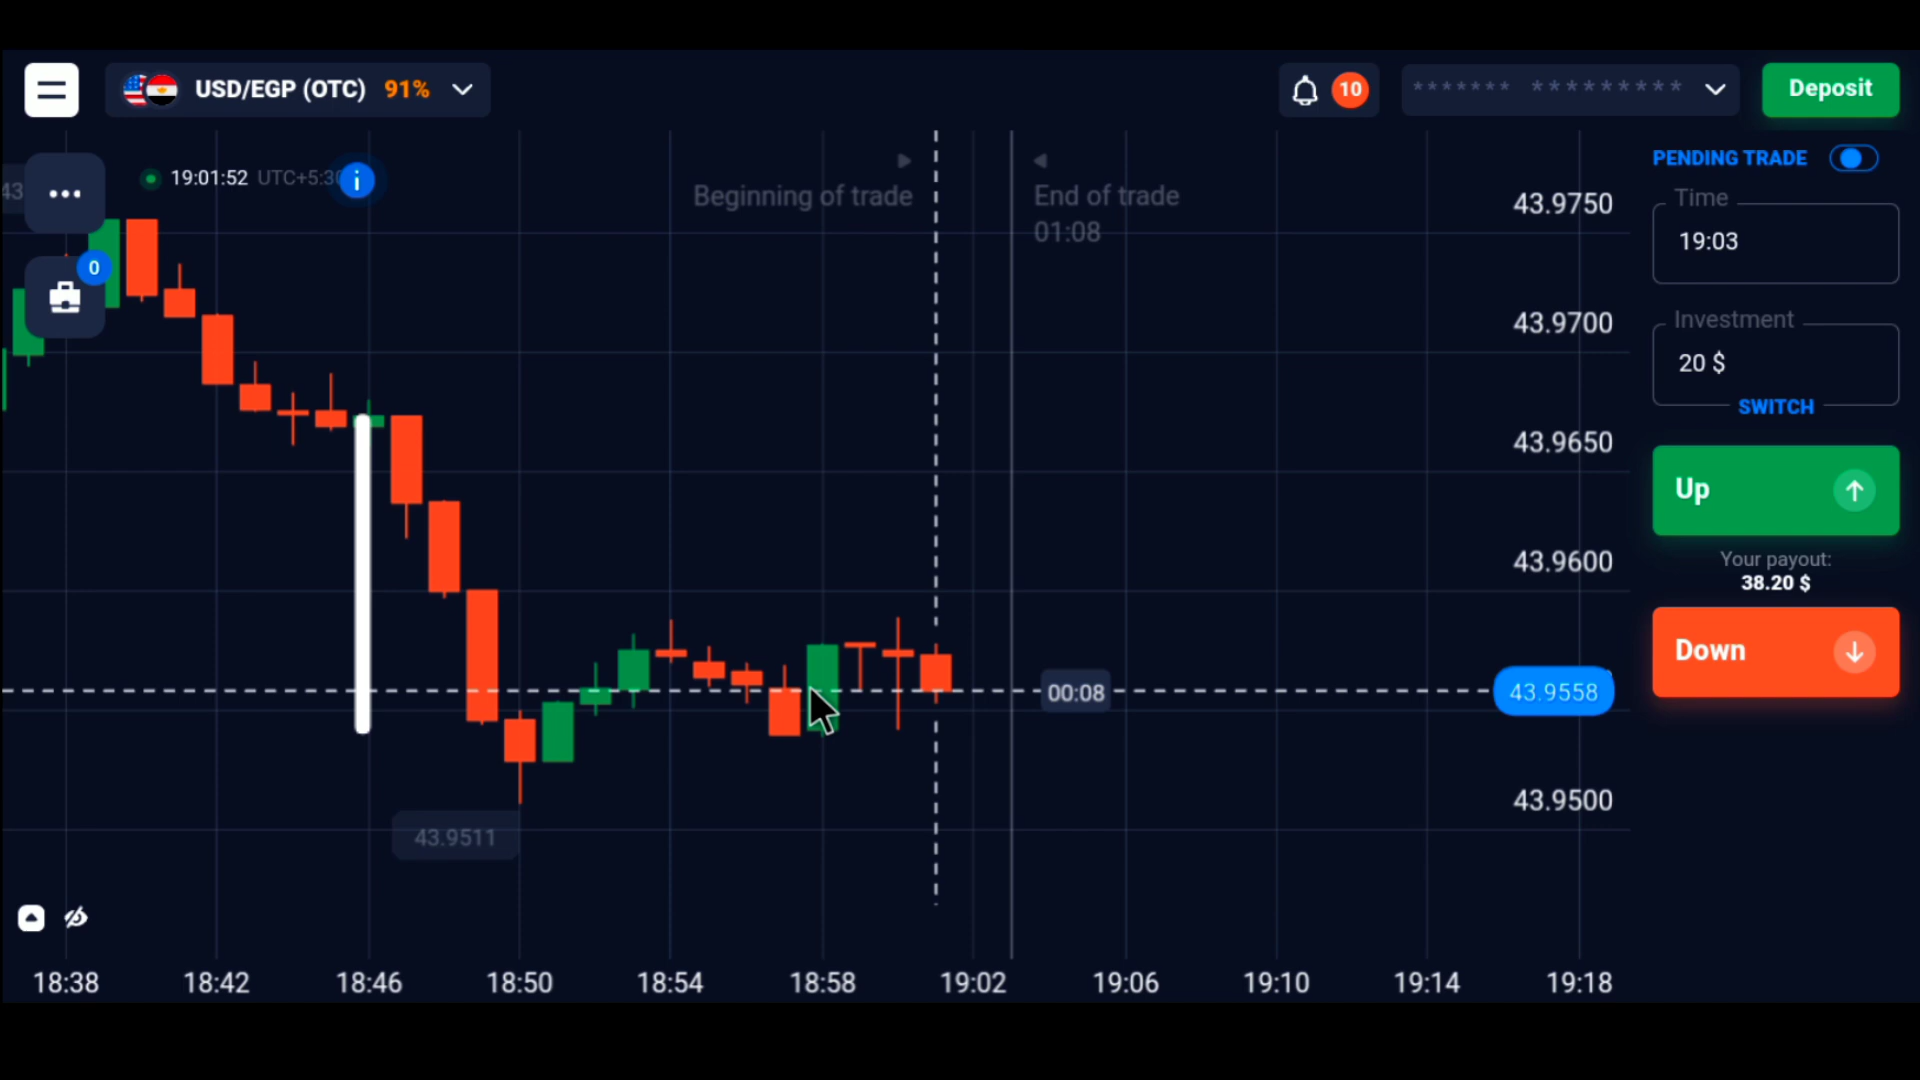 USD/EGP (OTC) 91%
10
******* *********
Deposit
43
19:01:52 UTC+5:30
0
Beginning of trade
End of trade
01:08
43.9750
43.9700
43.9650
43.9600
43.9558
43.9500
00:08
43.9511
PENDING TRADE
Time
19:03
Investment
20 $
SWITCH
Up
Your payout:
38.20 $
Down
18:38 18:42 18:46 18:50 18:54 18:58 19:02 19:06 19:10 19:14 19:18